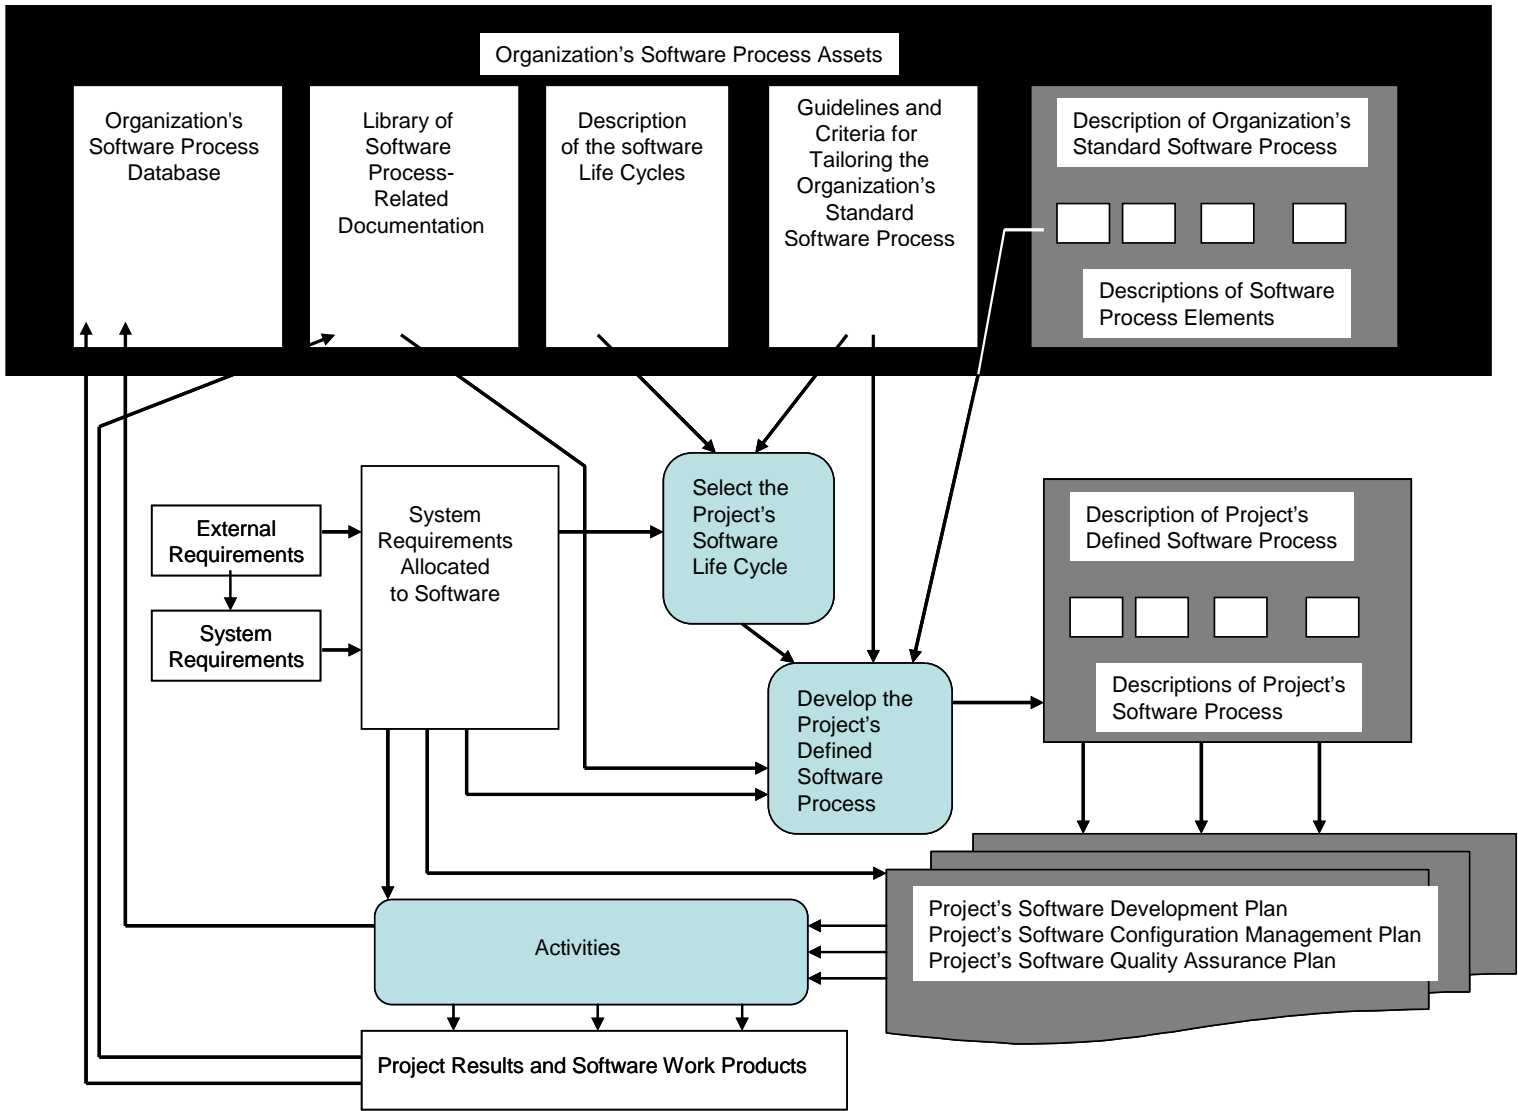 Organization’s Software Process Assets
Organization's
Software Process
Database
Library of
Software
Process-
Related
Documentation
Description
of the software
Life Cycles
Guidelines and
Criteria for
Tailoring the
Organization’s
Standard
Software Process
Description of Organization’s
Standard Software Process
Descriptions of Software
Process Elements
External
Requirements
System
Requirements
System
Requirements
Allocated
to Software
Select the
Project’s
Software
Life Cycle
Develop the
Project’s
Defined
Software
Process
Description of Project’s
Defined Software Process
Descriptions of Project’s
Software Process
Project’s Software Development Plan
Project’s Software Configuration Management Plan
Project’s Software Quality Assurance Plan
Activities
Project Results and Software Work Products